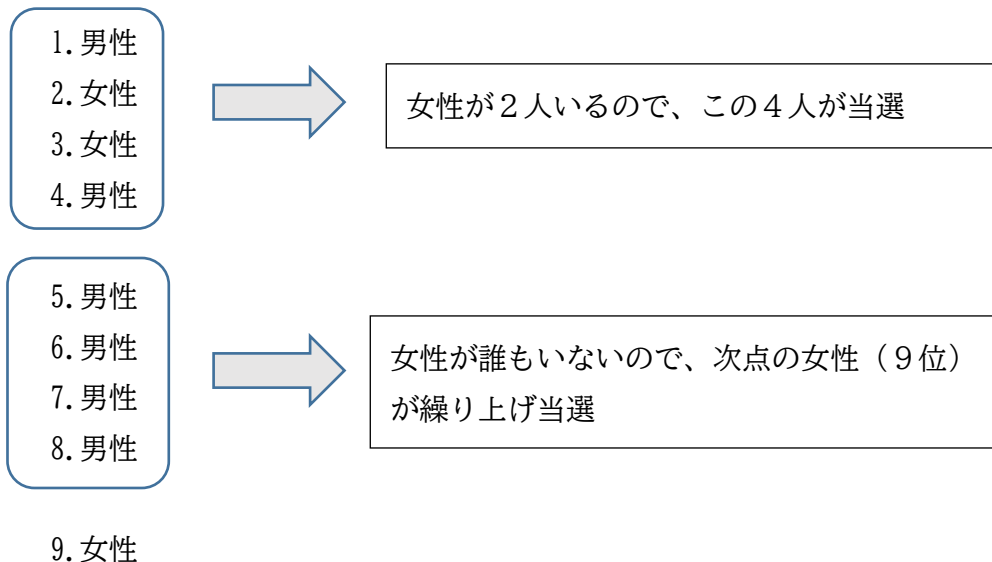 1.男性
2.女性
3.女性
4.男性
女性が２人いるので、この４人が当選
5.男性
6.男性
7.男性
8.男性
女性が誰もいないので、次点の女性（９位）
が繰り上げ当選
9.女性